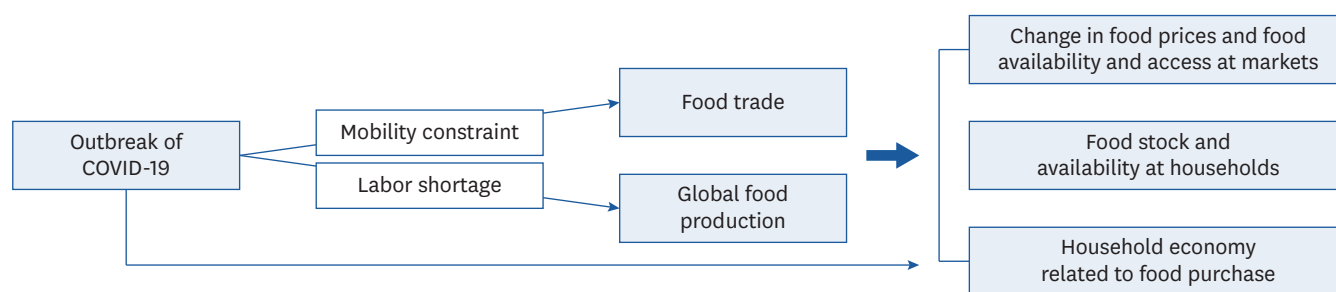 Outbreak of
COVID-19
Mobility constraint
Labor shortage
Food trade
Global food
production
Change in food prices and food
availability and access at markets
Food stock and
availability at households
Household economy
related to food purchase